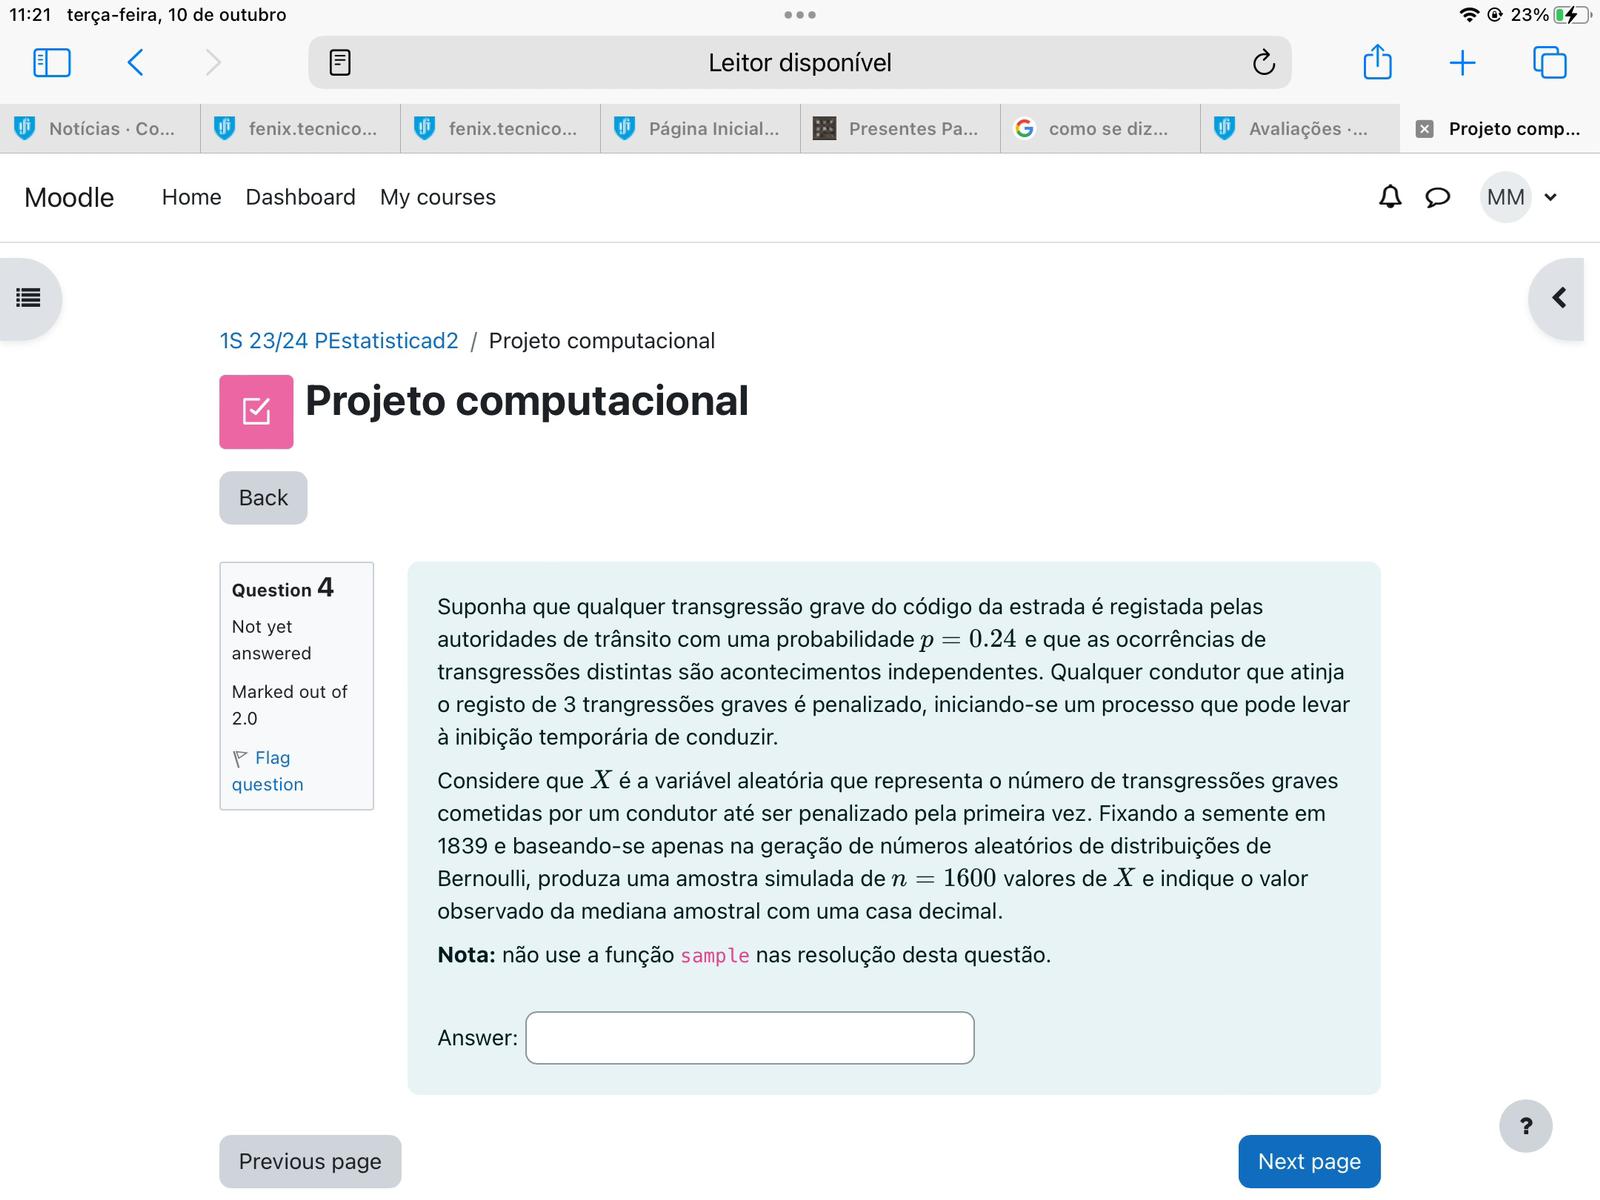 11:21 terça-feira, 10 de outubro
23%
Leitor disponível
Notícias · Co...
fenix.tecnico...
fenix.tecnico...
Página Inicial...
Presentes Pa...
como se diz...
Avaliações ·...
Projeto comp...
Moodle
Home
Dashboard
My courses
MM
1S 23/24 PEstatisticad2 / Projeto computacional
Projeto computacional
Back
Question 4
Not yet
answered
Marked out of
2.0
Flag
question
Suponha que qualquer transgressão grave do código da estrada é registada pelas
autoridades de trânsito com uma probabilidade p = 0.24 e que as ocorrências de
transgressões distintas são acontecimentos independentes. Qualquer condutor que atinja
o registo de 3 trangressões graves é penalizado, iniciando-se um processo que pode levar
à inibição temporária de conduzir.
Considere que X é a variável aleatória que representa o número de transgressões graves
cometidas por um condutor até ser penalizado pela primeira vez. Fixando a semente em
1839 e baseando-se apenas na geração de números aleatórios de distribuições de
Bernoulli, produza uma amostra simulada de n = 1600 valores de X e indique o valor
observado da mediana amostral com uma casa decimal.
Nota: não use a função sample nas resolução desta questão.
Answer:
?
Previous page
Next page